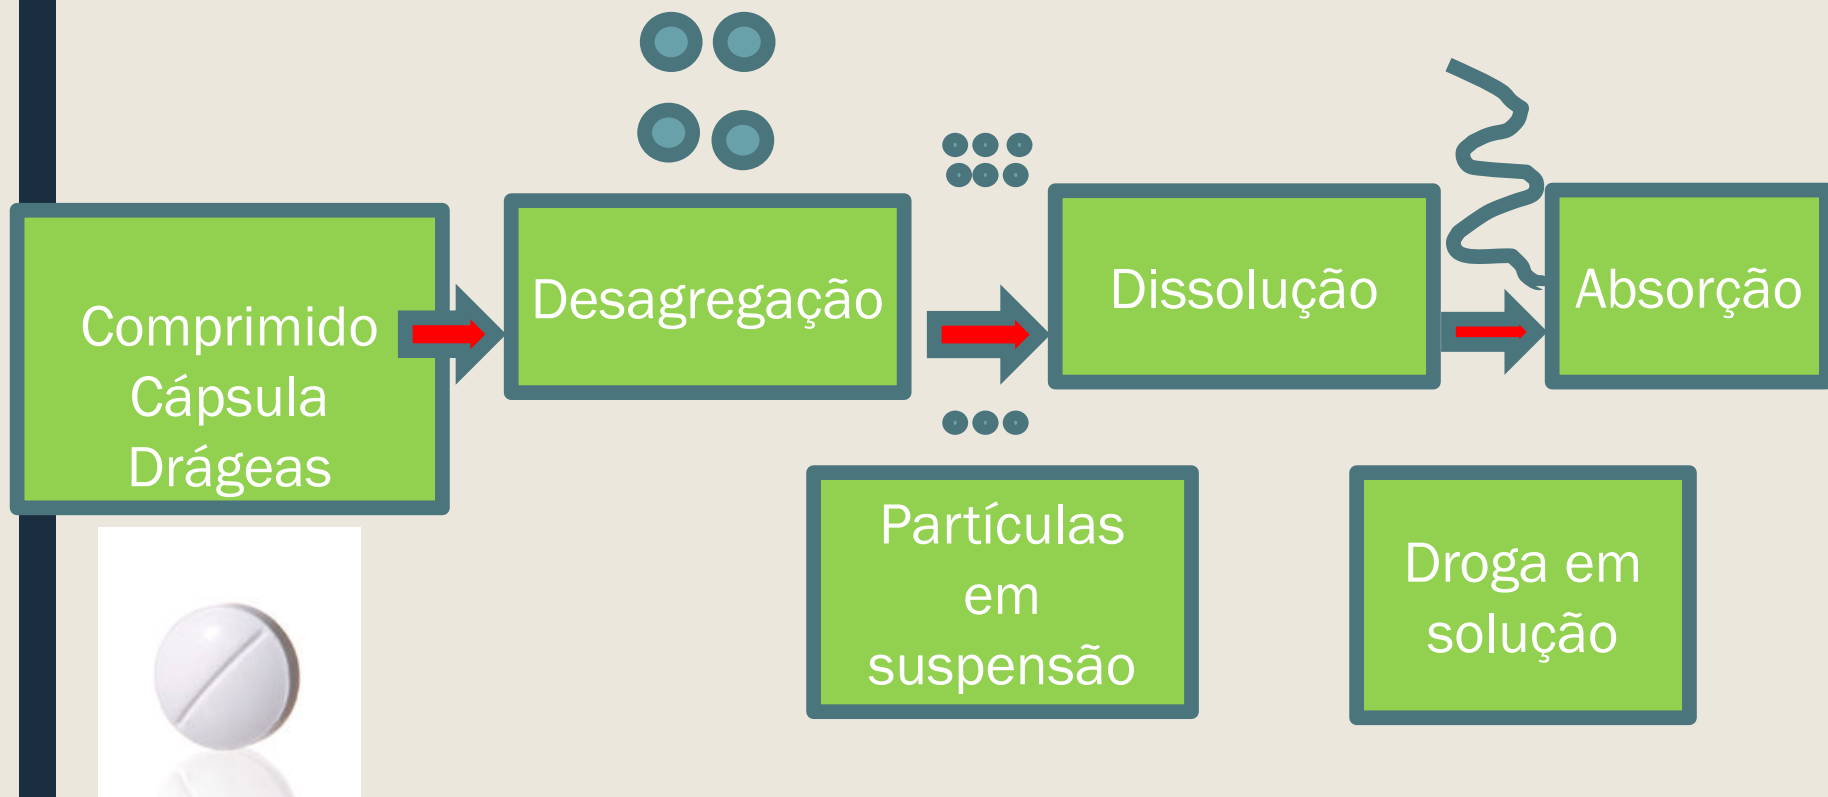 Comprimido
Cápsula
Drágeas
Desagregação
Dissolução
Absorção
Partículas
em
suspensão
Droga em
solução